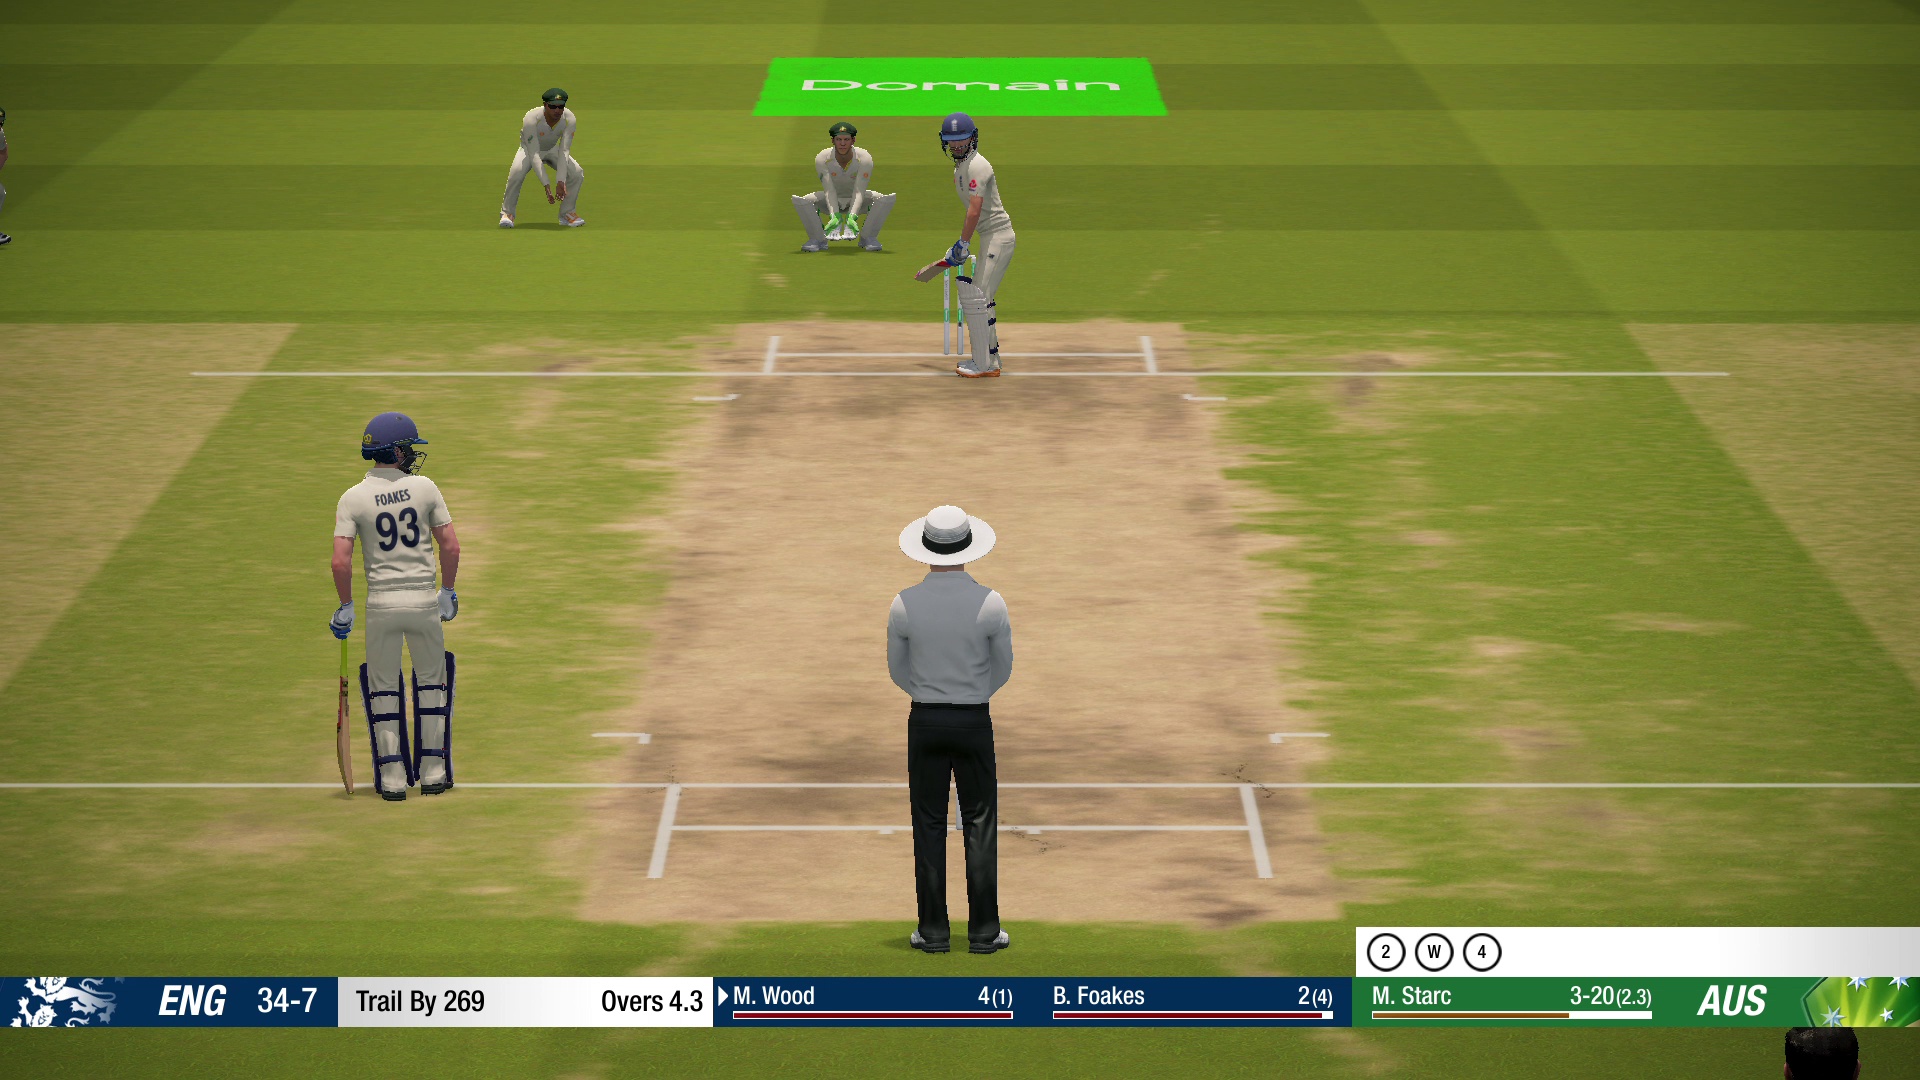 Domain
FOAKES
93
2 W 4
ENG 34-7 Trail By 269 Overs 4.3 M. Wood 4(1) B. Foakes 2(4) M. Starc 3-20(2.3) AUS